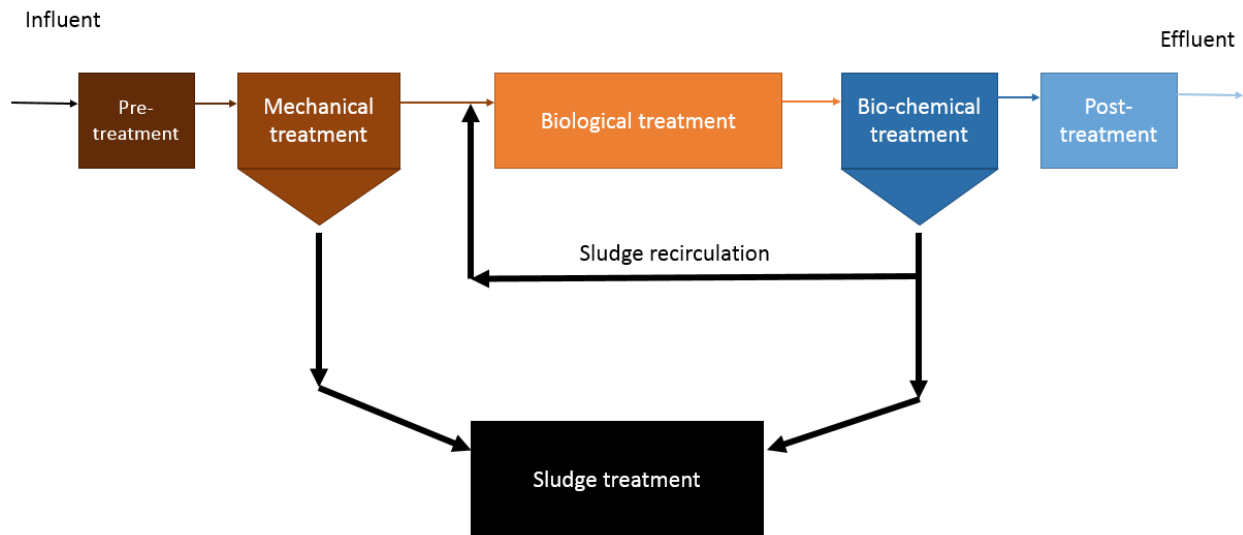 Influent
Effluent
Pre-
treatment
Mechanical
treatment
Biological treatment
Bio-chemical
treatment
Post-
treatment
Sludge recirculation
Sludge treatment